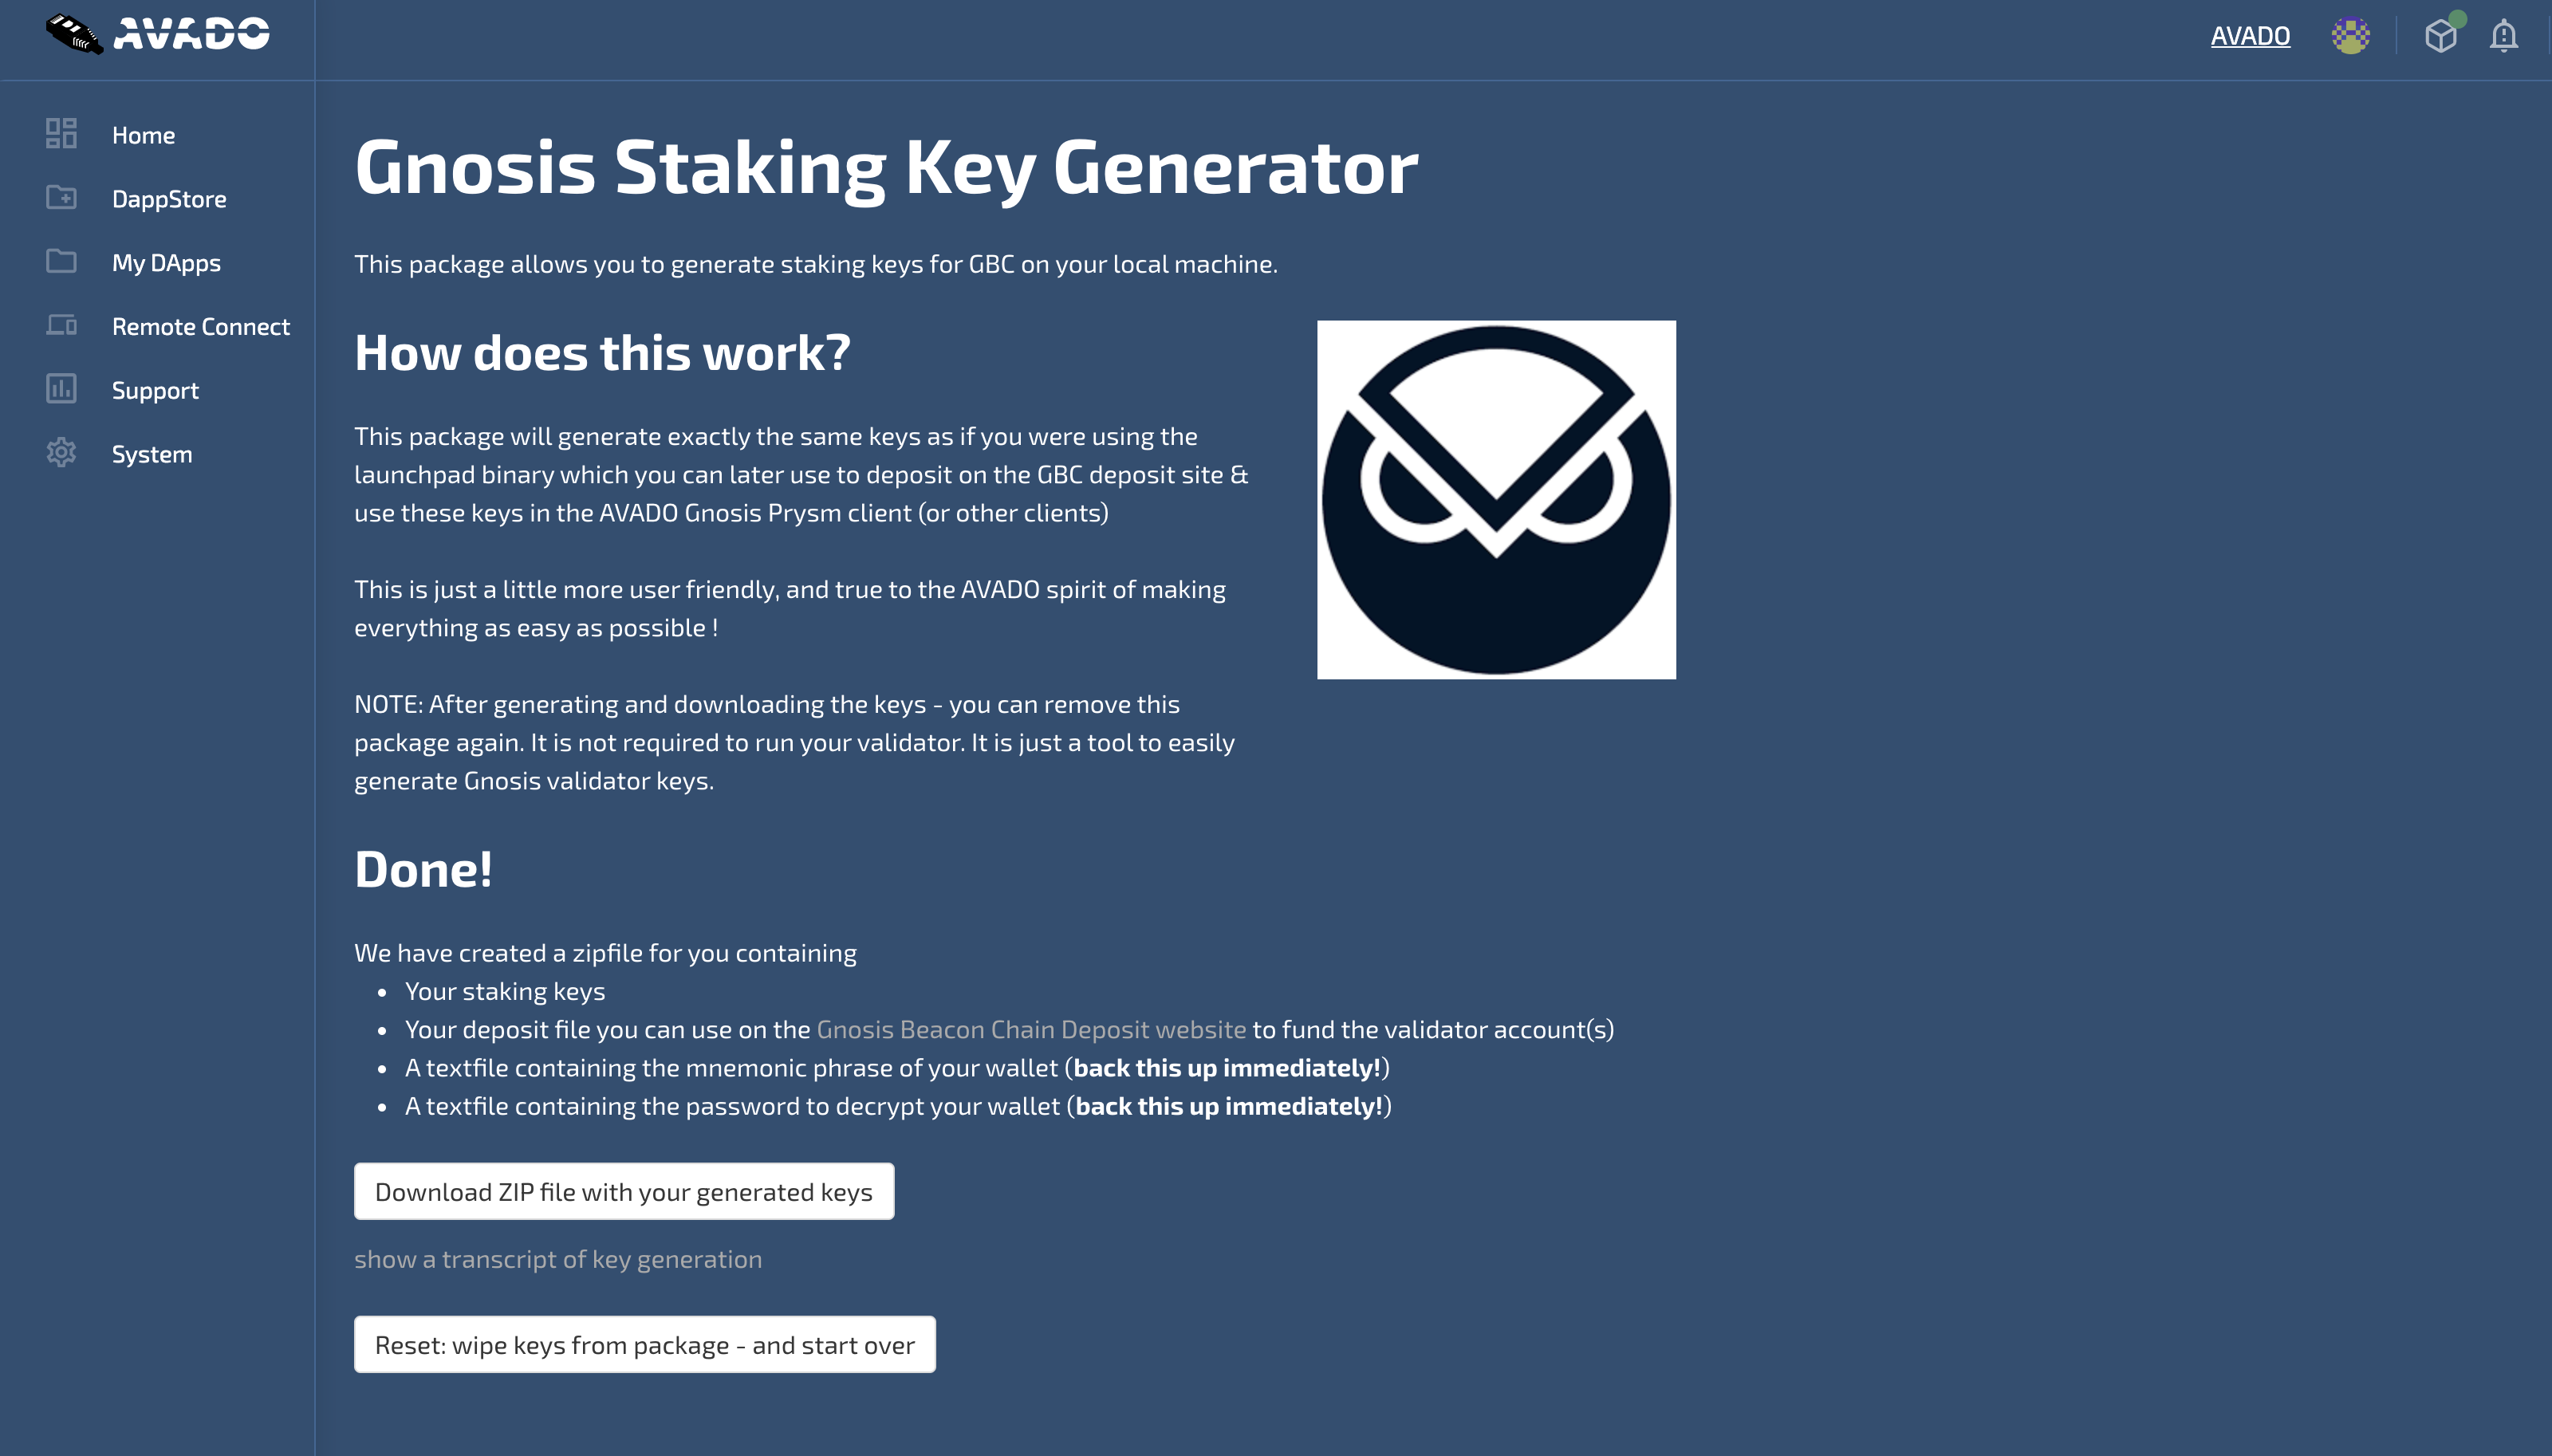 AVADO
AVADO
Home
DappStore
My DApps
Remote Connect
Support
System
Gnosis Staking Key Generator
This package allows you to generate staking keys for GBC on your local machine.
How does this work?
This package will generate exactly the same keys as if you were using the
launchpad binary which you can later use to deposit on the GBC deposit site &
use these keys in the AVADO Gnosis Prysm client (or other clients)
This is just a little more user friendly, and true to the AVADO spirit of making
everything as easy as possible !
NOTE: After generating and downloading the keys - you can remove this
package again. It is not required to run your validator. It is just a tool to easily
generate Gnosis validator keys.
Done!
We have created a zipfile for you containing
• Your staking keys
• Your deposit file you can use on the Gnosis Beacon Chain Deposit website to fund the validator account(s)
• A textfile containing the mnemonic phrase of your wallet (back this up immediately!)
• A textfile containing the password to decrypt your wallet (back this up immediately!)
Download ZIP file with your generated keys
show a transcript of key generation
Reset: wipe keys from package - and start over